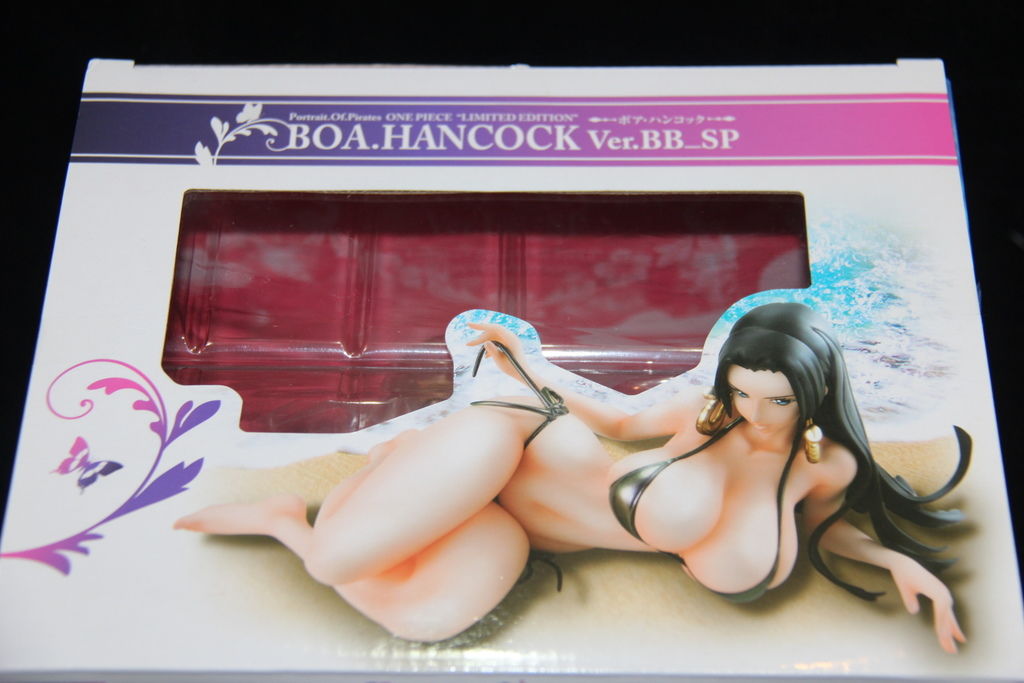 Portrait.Of.Pirates ONE PIECE "LIMITED EDITION" ボア・ハンコック
BOA.HANCOCK Ver.BB_SP